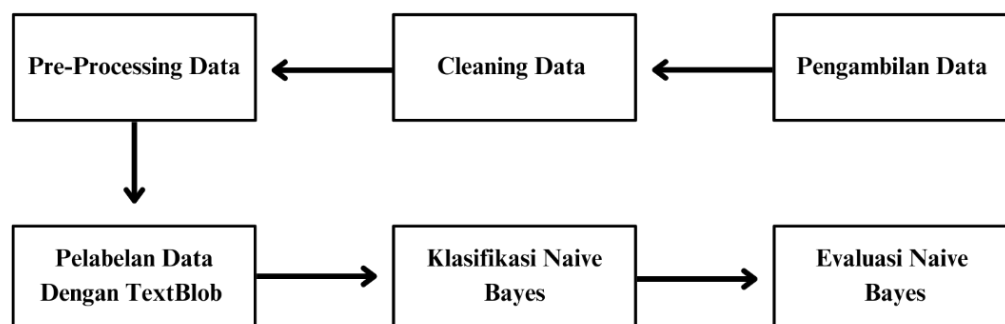 Pre-Processing Data
Cleaning Data
Pengambilan Data
Pelabelan Data
Dengan TextBlob
Klasifikasi Naive
Bayes
Evaluasi Naive
Bayes